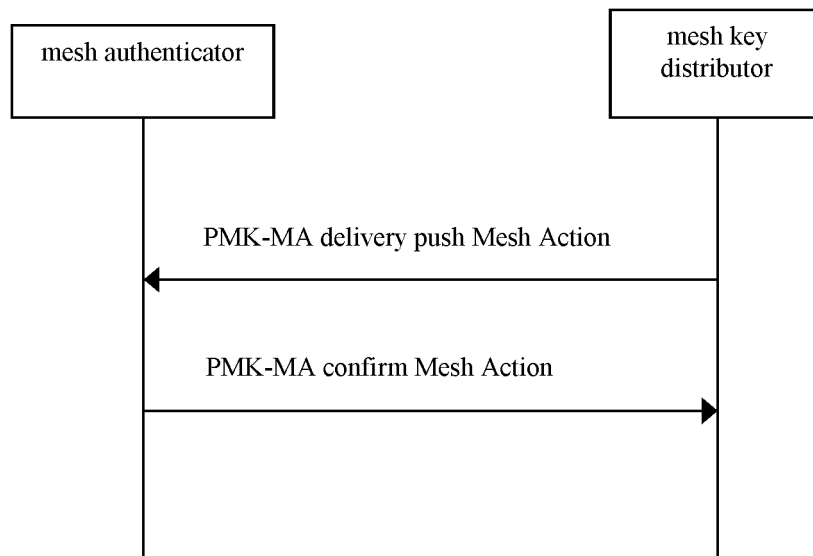 mesh authenticator
mesh key
distributor
PMK-MA delivery push Mesh Action
PMK-MA confirm Mesh Action